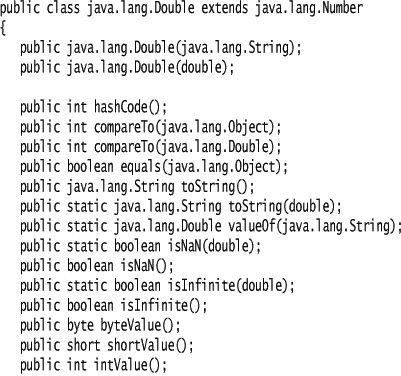 public class java.lang.Double extends java.lang.Number
{
public java.lang.Double(java.lang.String);
public java.lang.Double(double);
public int hashCode();
public int compareTo(java.lang.Object);
public int compareTo(java.lang.Double);
public boolean equals(java.lang.Object);
public java.lang.String toString();
public static java.lang.String toString(double);
public static java.lang.Double valueOf(java.lang.String);
public static boolean isNaN(double);
public boolean isNaN();
public static boolean isInfinite(double);
public boolean isInfinite();
public byte byteValue();
public short shortValue();
public int intValue();